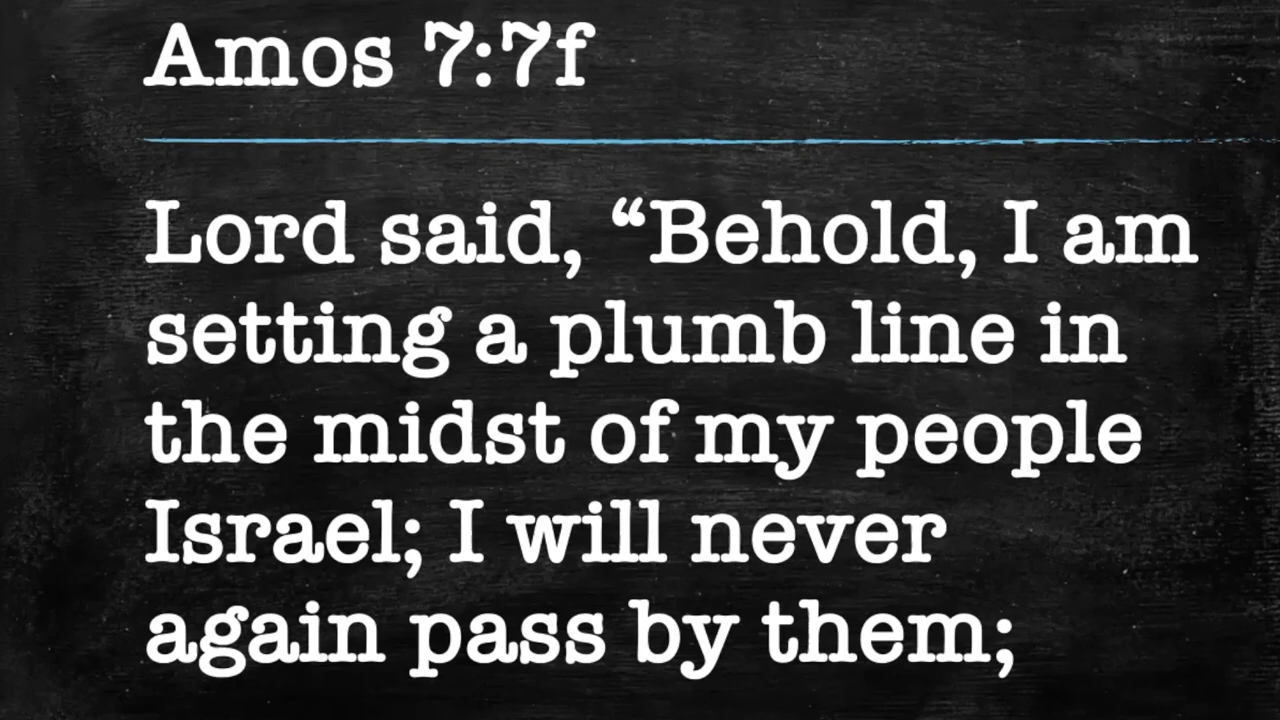 Amos 7:7f
Lord said, “Behold, I am
setting a plumb line in
the midst of my people
Israel; I will never
again pass by them;